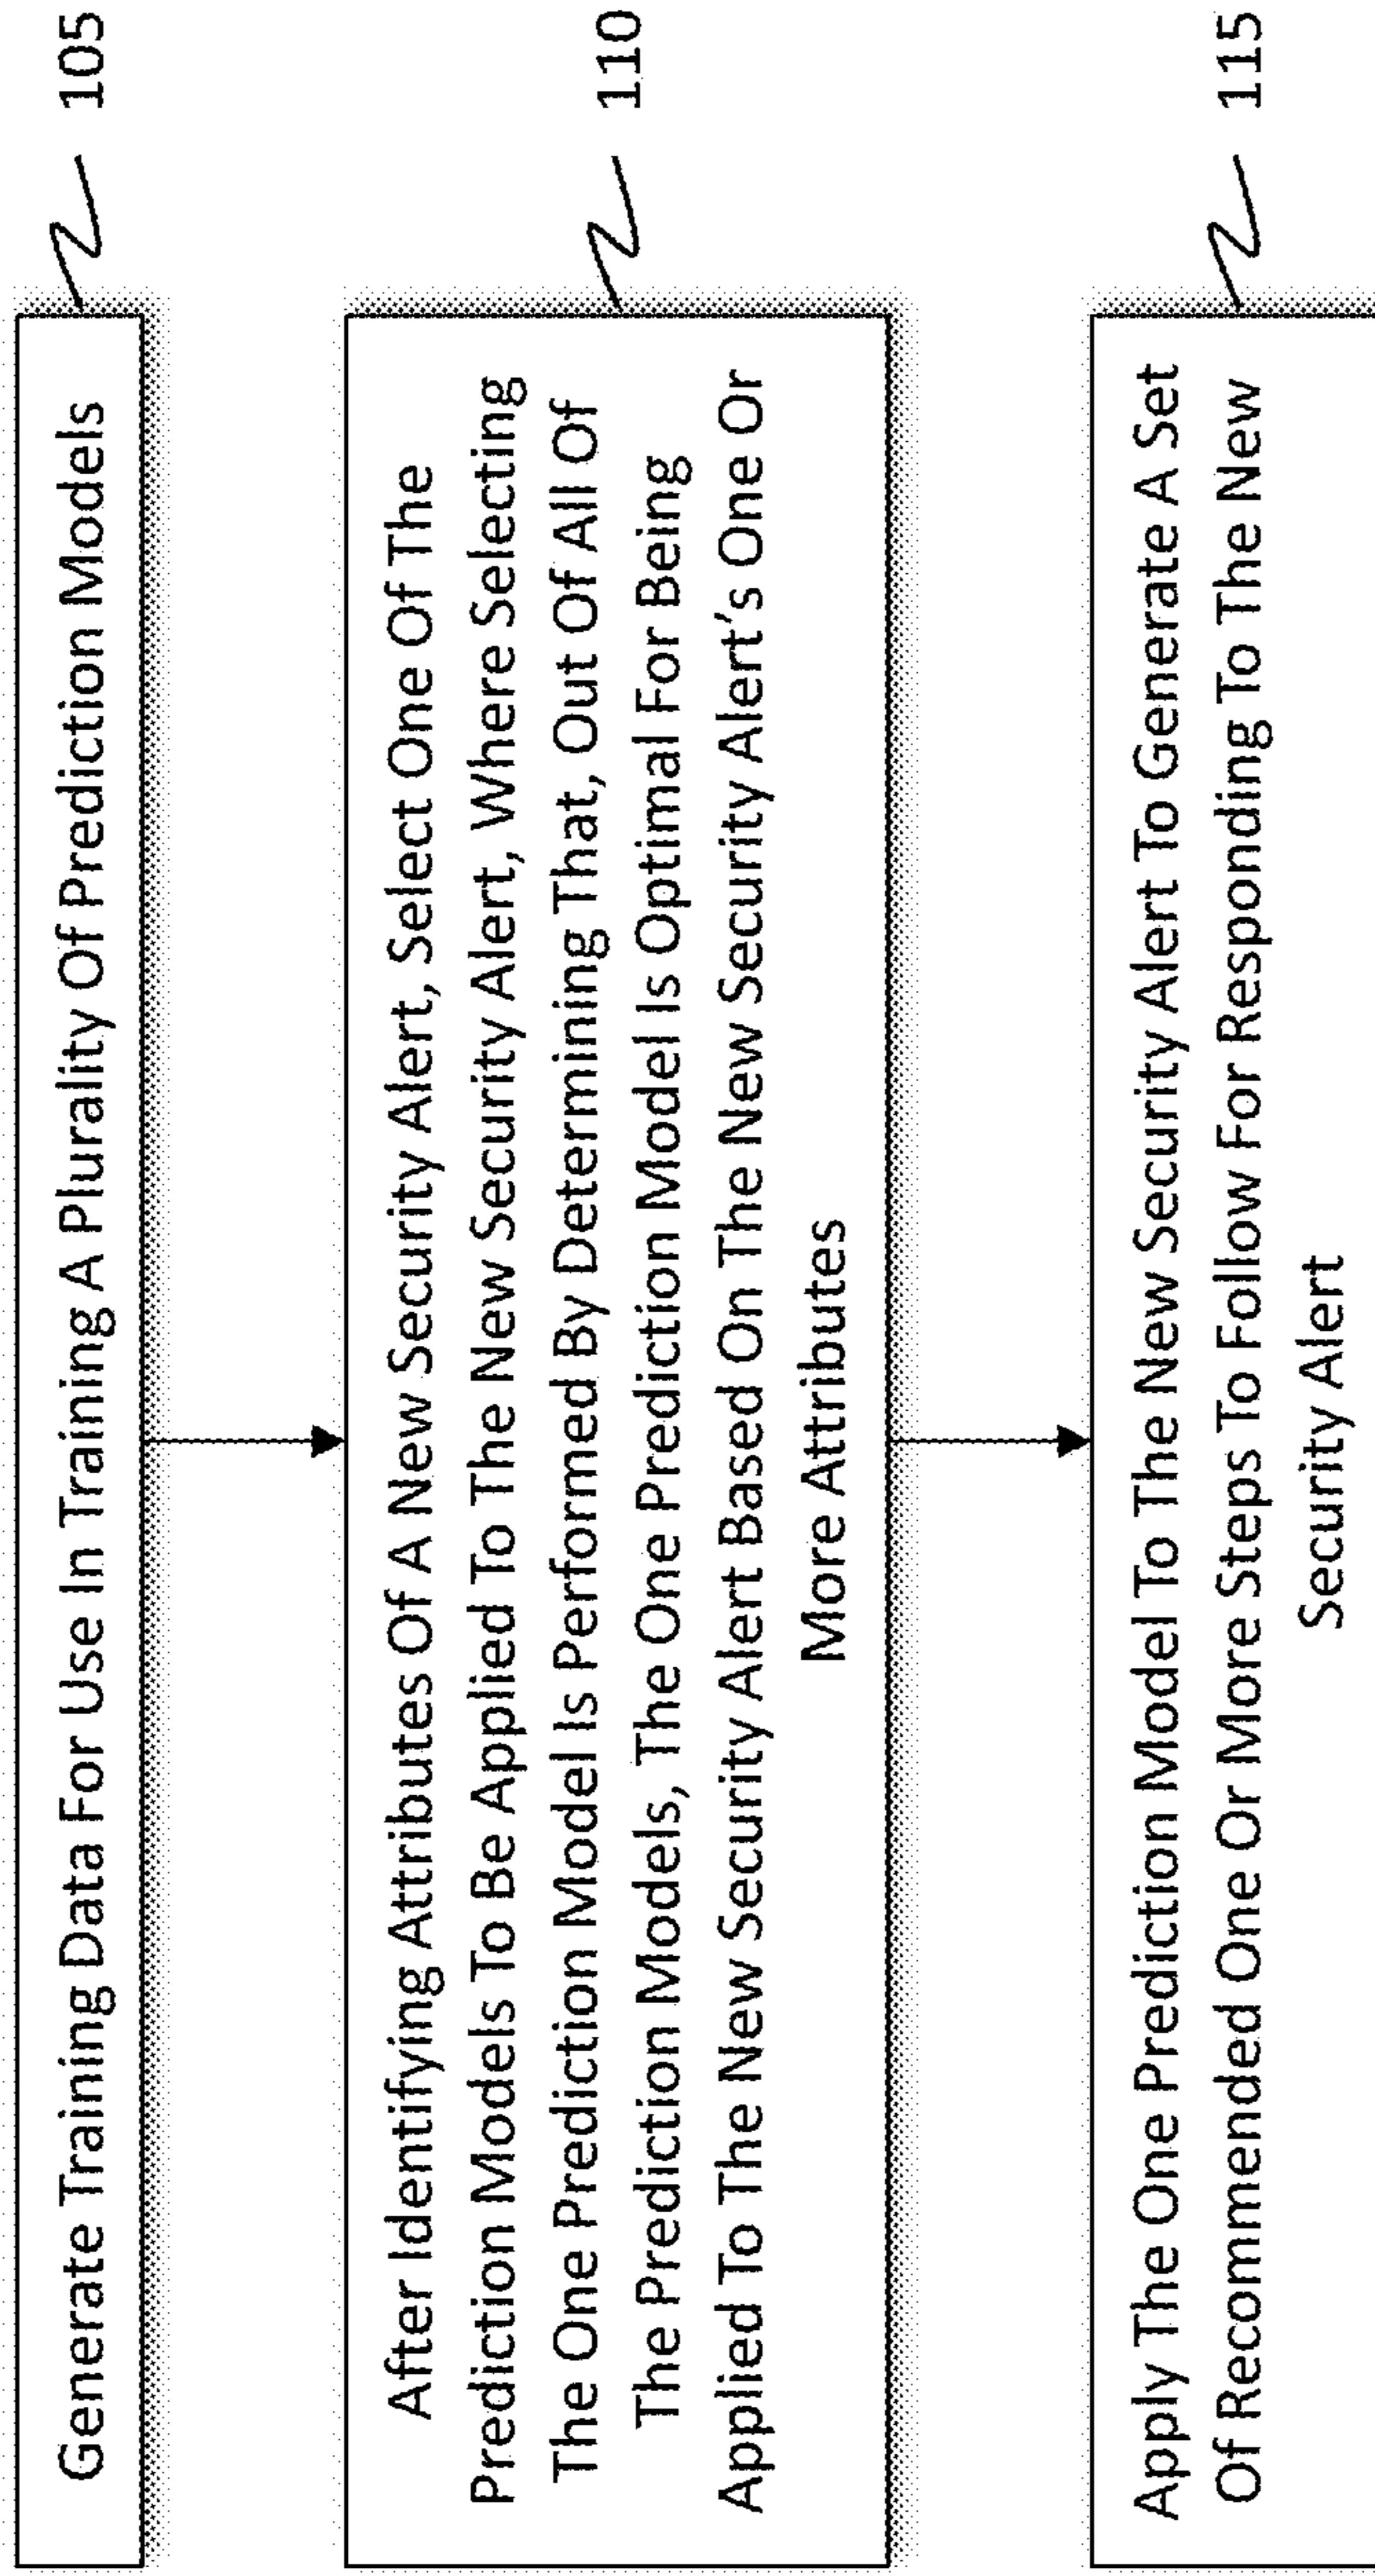 Generate Training Data For Use In Training A Plurality Of Prediction Models
105
After Identifying Attributes Of A New Security Alert, Select One Of The
Prediction Models To Be Applied To The New Security Alert, Where Selecting
The One Prediction Model Is Performed By Determining That, Out Of All Of
The Prediction Models, The One Prediction Model Is Optimal For Being
Applied To The New Security Alert Based On The New Security Alert's One Or
More Attributes
110
Apply The One Prediction Model To The New Security Alert To Generate A Set
Of Recommended One Or More Steps To Follow For Responding To The New
Security Alert
115